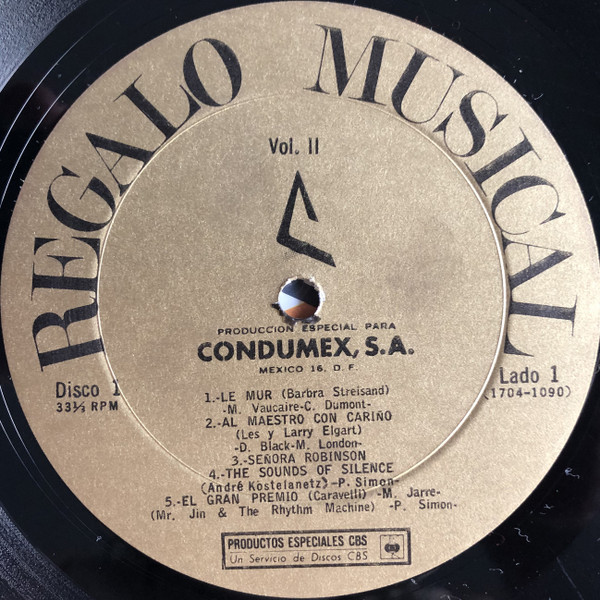 REGALO MUSICAL
Vol. II
PRODUCCION ESPECIAL PARA
CONDUMEX, S.A.
MEXICO 16, D. F.
Disco 1
33⅓ RPM
Lado 1
(1704-1090)
1.-LE MUR (Barbra Streisand)
-M. Vaucaire-C. Dumont-
2.-AL MAESTRO CON CARIÑO
(Les y Larry Elgart)
-D. Black-M. London-
3.-SEÑORA ROBINSON
4.-THE SOUNDS OF SILENCE
(André Kostelanetz) -P. Simon-
5.-EL GRAN PREMIO (Caravelli) -M. Jarre-
(Mr. Jin & The Rhythm Machine) -P. Simon-
PRODUCTOS ESPECIALES CBS
Un Servicio de Discos CBS